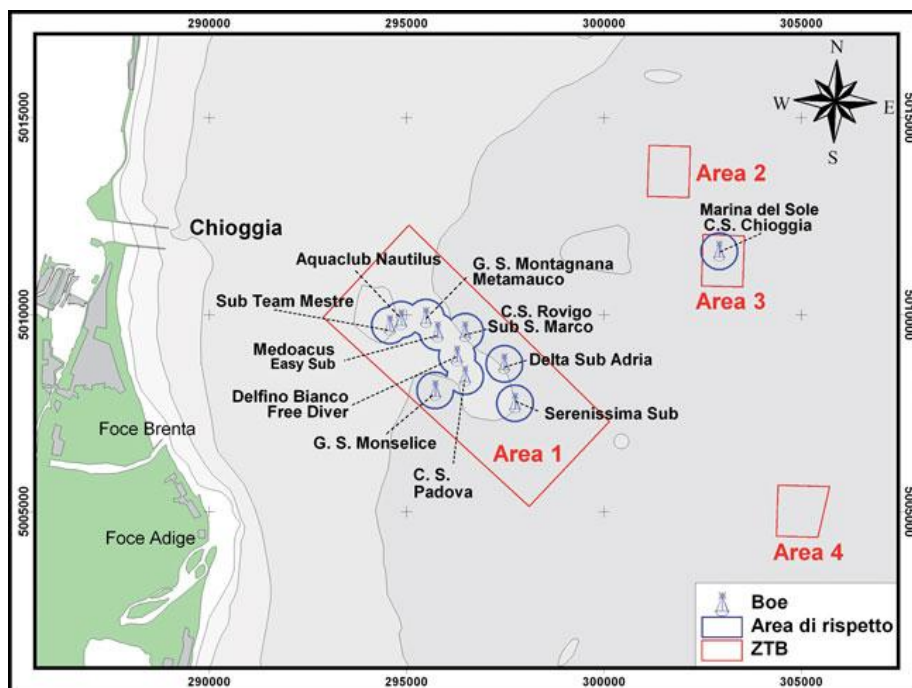 290000
295000
300000
305000
5015000
5015000
N
W
E
S
Area 2
Marina del Sole
C.S. Chioggia
Chioggia
Aquaclub Nautilus
G. S. Montagnana
Metamauco
Sub Team Mestre
C.S. Rovigo
Sub S. Marco
Area 3
5010000
5010000
Medoacus
Easy Sub
Delta Sub Adria
Delfino Bianco
Free Diver
Serenissima Sub
Foce Brenta
G. S. Monselice
Area 1
C. S.
Padova
5005000
5005000
Foce Adige
Area 4
Boe
Area di rispetto
ZTB
290000
295000
300000
305000